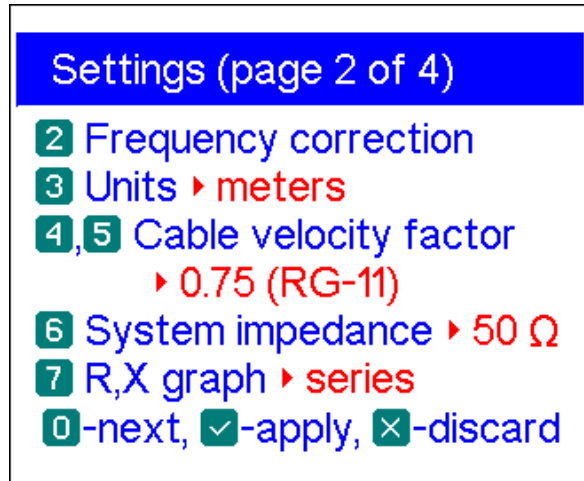 Settings (page 2 of 4)
2 Frequency correction
3 Units ▸ meters
4,5 Cable velocity factor
▸ 0.75 (RG-11)
6 System impedance ▸ 50 Ω
7 R,X graph ▸ series
0-next, ✓-apply, ✕-discard